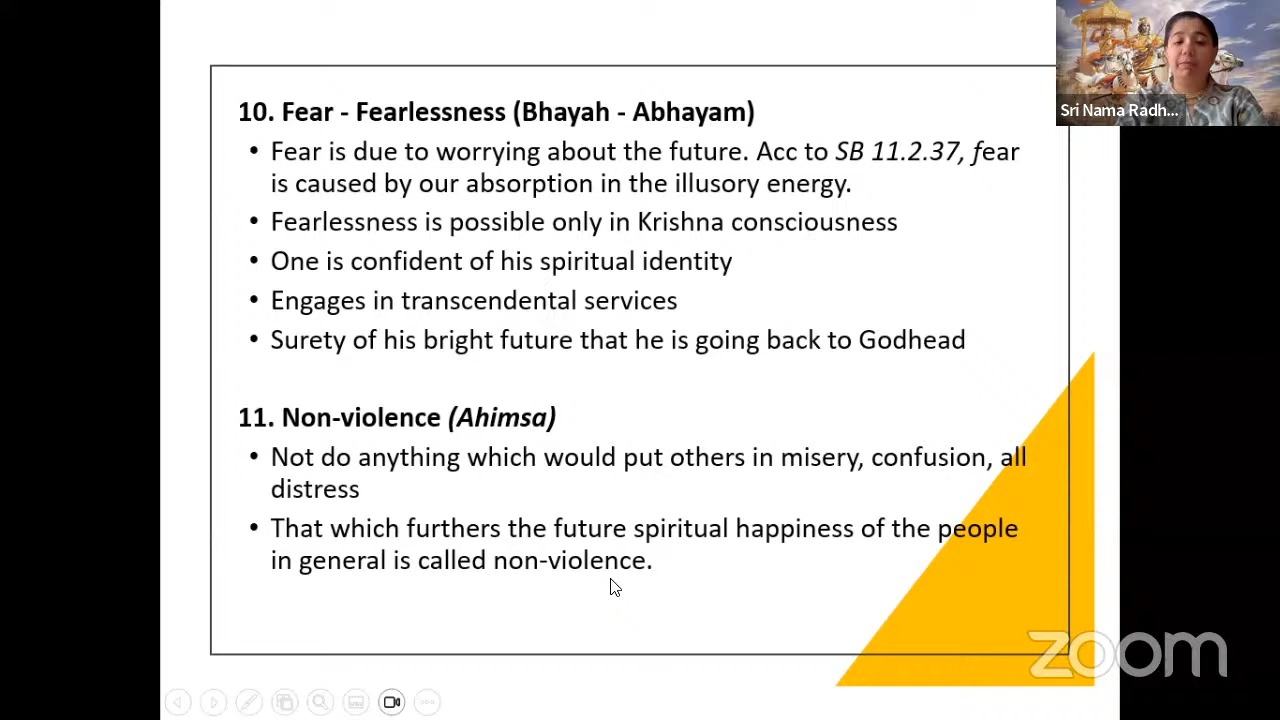 10. Fear - Fearlessness (Bhayah - Abhayam)
• Fear is due to worrying about the future. Acc to SB 11.2.37, fear
is caused by our absorption in the illusory energy.
• Fearlessness is possible only in Krishna consciousness
• One is confident of his spiritual identity
• Engages in transcendental services
• Surety of his bright future that he is going back to Godhead
11. Non-violence (Ahimsa)
• Not do anything which would put others in misery, confusion, all
distress
• That which furthers the future spiritual happiness of the people
in general is called non-violence.
Sri Nama Radh...
zoom